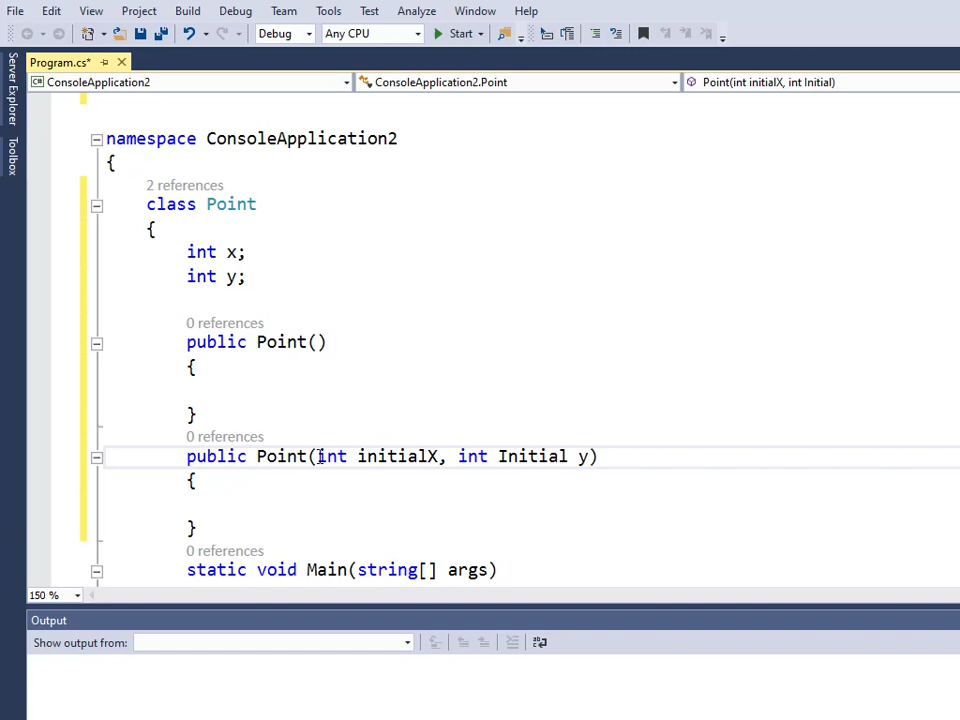 File Edit View Project Build Debug Team Tools Test Analyze Window Help
Debug Any CPU Start
Program.cs*
ConsoleApplication2 ConsoleApplication2.Point Point(int initialX, int Initial)
Server Explorer
Toolbox
namespace ConsoleApplication2
{
2 references
class Point
{
int x;
int y;
0 references
public Point()
{
}
0 references
public Point(int initialX, int Initial y)
{
}
0 references
static void Main(string[] args)
150 %
Output
Show output from: